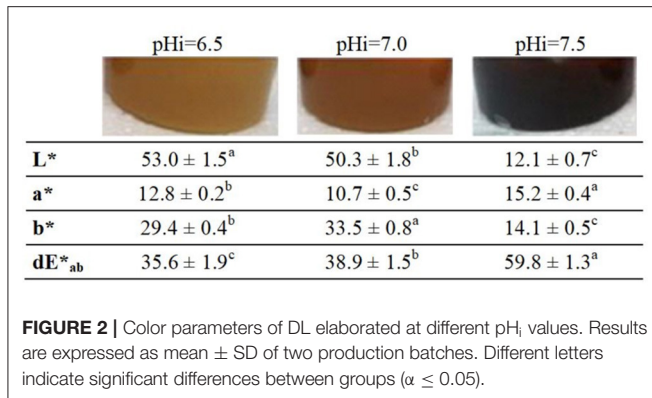 pHi=6.5 pHi=7.0 pHi=7.5
L* 53.0 ± 1.5ᵃ 50.3 ± 1.8ᵇ 12.1 ± 0.7ᶜ
a* 12.8 ± 0.2ᵇ 10.7 ± 0.5ᶜ 15.2 ± 0.4ᵃ
b* 29.4 ± 0.4ᵇ 33.5 ± 0.8ᵃ 14.1 ± 0.5ᶜ
dE*ab 35.6 ± 1.9ᶜ 38.9 ± 1.5ᵇ 59.8 ± 1.3ᵃ
FIGURE 2 | Color parameters of DL elaborated at different pHᵢ values. Results
are expressed as mean ± SD of two production batches. Different letters
indicate significant differences between groups (α ≤ 0.05).